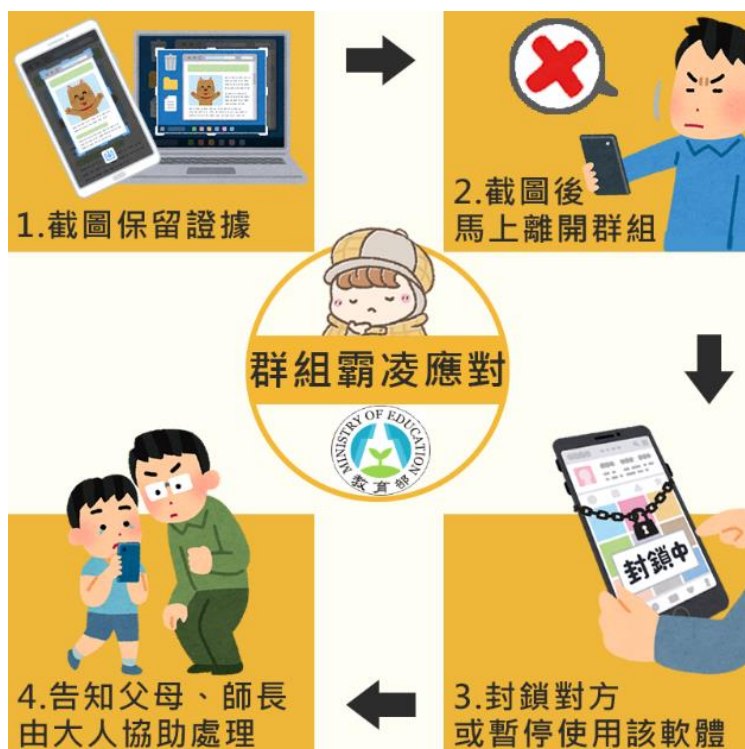 1.截圖保留證據
2.截圖後
馬上離開群組
群組霸凌應對
MINISTRY OF EDUCATION
教育部
封鎖中
4.告知父母、師長
由大人協助處理
3.封鎖對方
或暫停使用該軟體